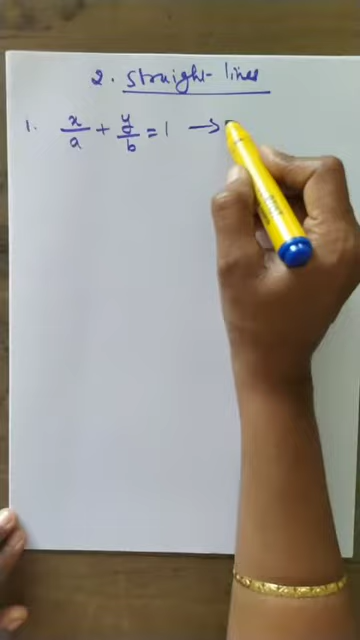 2. Straight-lines
1. x/a + y/b = 1 →